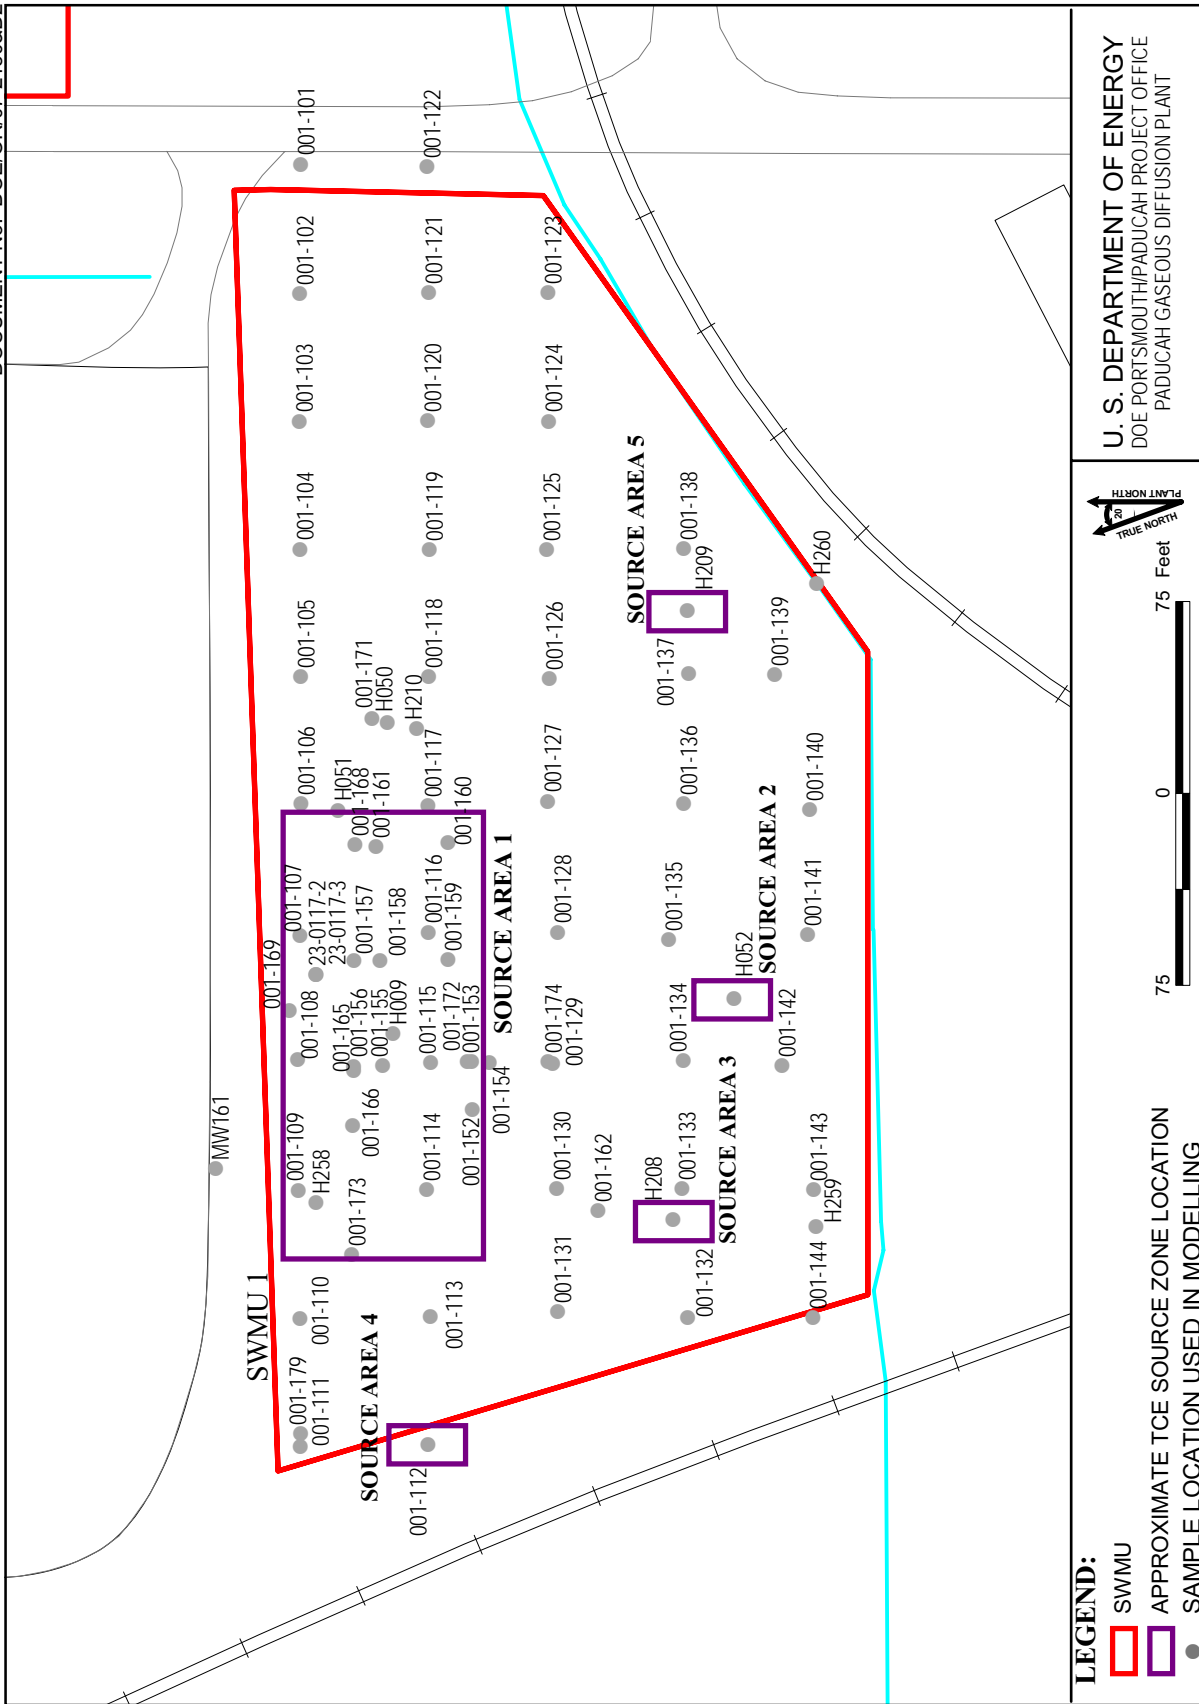 MW161
SWMU 1
001-179
001-111
001-110
001-109
H258
001-173
001-166
001-108
001-169
001-165
001-156
001-155
H009
001-107
23-0117-2
23-0117-3
001-157
001-158
001-106
H051
001-168
001-161
001-105
001-171
H050
H210
001-104
001-103
001-102
001-101
SOURCE AREA 4
001-112
001-113
001-114
001-152
001-115
001-172
001-153
001-154
001-116
001-159
001-117
001-160
001-118
001-119
001-120
001-121
001-122
SOURCE AREA 1
001-131
001-130
001-162
001-174
001-129
001-128
001-127
001-126
001-125
001-124
001-123
001-132
H208
SOURCE AREA 3
001-133
001-134
001-135
H052
SOURCE AREA 2
001-136
001-137
SOURCE AREA 5
H209
001-138
001-144
H259
001-143
001-142
001-141
001-140
001-139
H260
LEGEND:
SWMU
APPROXIMATE TCE SOURCE ZONE LOCATION
SAMPLE LOCATION USED IN MODELLING
75 0 75 Feet
20
TRUE NORTH
PLANT NORTH
U. S. DEPARTMENT OF ENERGY
DOE PORTSMOUTH/PADUCAH PROJECT OFFICE
PADUCAH GASEOUS DIFFUSION PLANT